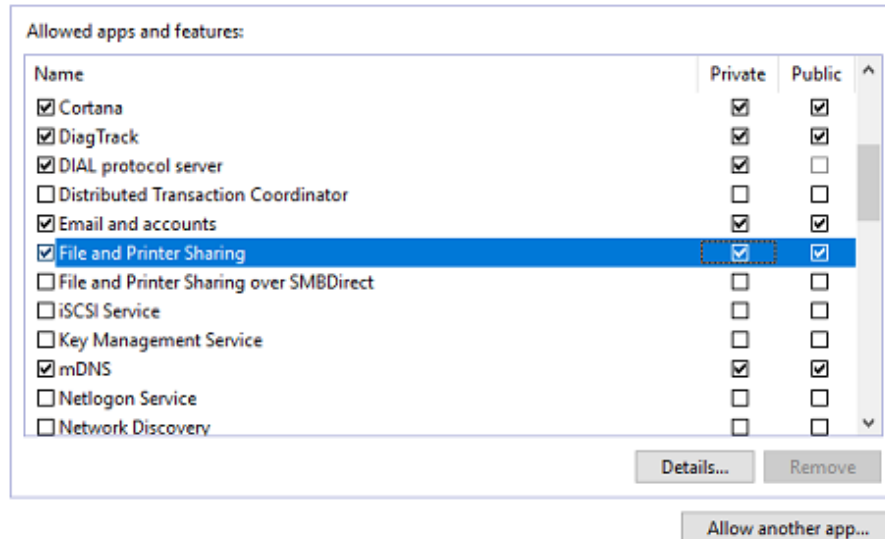 Allowed apps and features:
Name Private Public
Cortana
DiagTrack
DIAL protocol server
Distributed Transaction Coordinator
Email and accounts
File and Printer Sharing
File and Printer Sharing over SMBDirect
iSCSI Service
Key Management Service
mDNS
Netlogon Service
Network Discovery
Details... Remove
Allow another app...